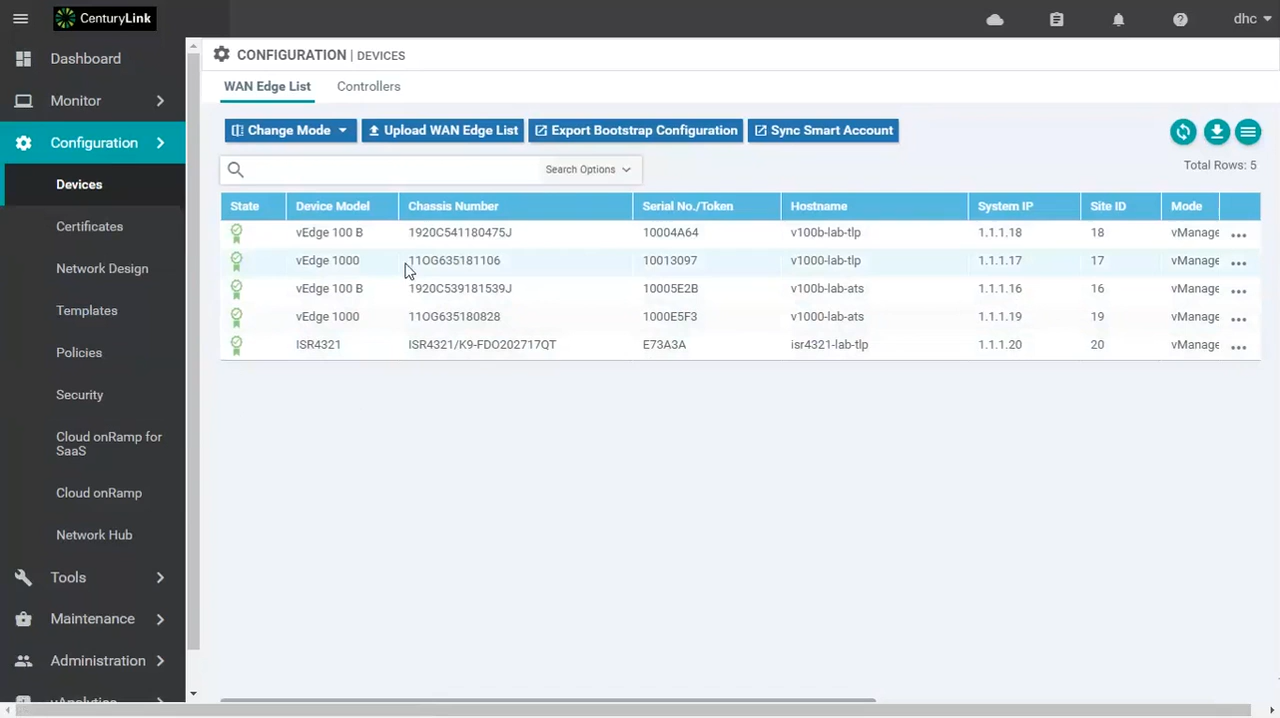 CenturyLink
dhc
Dashboard
Monitor
Configuration
Devices
Certificates
Network Design
Templates
Policies
Security
Cloud onRamp for
SaaS
Cloud onRamp
Network Hub
Tools
Maintenance
Administration
vAnalytics
CONFIGURATION | DEVICES
WAN Edge List Controllers
Change Mode Upload WAN Edge List Export Bootstrap Configuration Sync Smart Account
Search Options
Total Rows: 5
State Device Model Chassis Number Serial No./Token Hostname System IP Site ID Mode
vEdge 100 B 1920C541180475J 10004A64 v100b-lab-tlp 1.1.1.18 18 vManage
vEdge 1000 11OG635181106 10013097 v1000-lab-tlp 1.1.1.17 17 vManage
vEdge 100 B 1920C539181539J 10005E2B v100b-lab-ats 1.1.1.16 16 vManage
vEdge 1000 11OG635180828 1000E5F3 v1000-lab-ats 1.1.1.19 19 vManage
ISR4321 ISR4321/K9-FDO202717QT E73A3A isr4321-lab-tlp 1.1.1.20 20 vManage